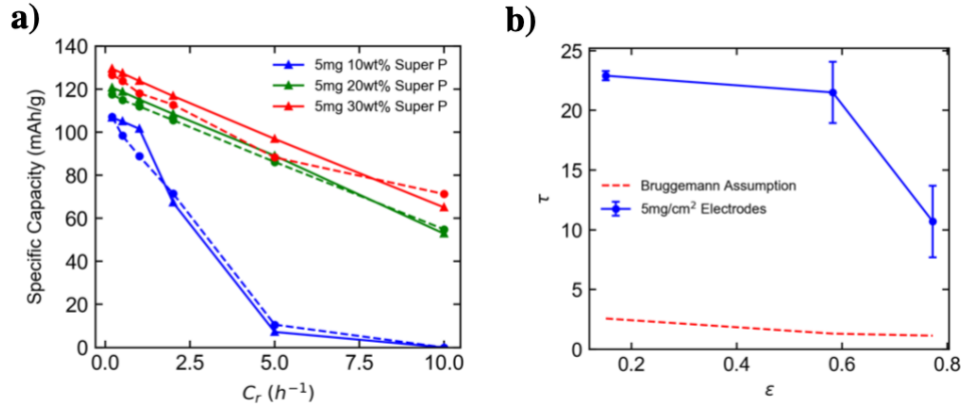 a)
140
120
100
80
60
40
20
0
0.0 2.5 5.0 7.5 10.0
Specific Capacity (mAh/g)
C_r (h⁻¹)
5mg 10wt% Super P
5mg 20wt% Super P
5mg 30wt% Super P
b)
25
20
15
10
5
0
0.2 0.4 0.6 0.8
τ
ε
Bruggemann Assumption
5mg/cm² Electrodes